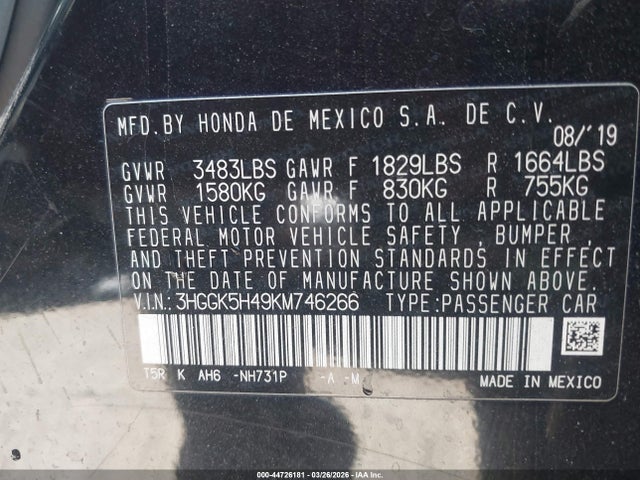 MFD. BY HONDA DE MEXICO S.A. DE C.V.
08/'19
GVWR 3483LBS GAWR F 1829LBS R 1664LBS
GVWR 1580KG GAWR F 830KG R 755KG
THIS VEHICLE CONFORMS TO ALL APPLICABLE
FEDERAL MOTOR VEHICLE SAFETY , BUMPER ,
AND THEFT PREVENTION STANDARDS IN EFFECT
ON THE DATE OF MANUFACTURE SHOWN ABOVE.
V.I.N.: 3HGGK5H49KM746266 TYPE:PASSENGER CAR
T5R K AH6 -NH731P -A -M
MADE IN MEXICO
000-44726181 | 03/26/2026 - IAA Inc.